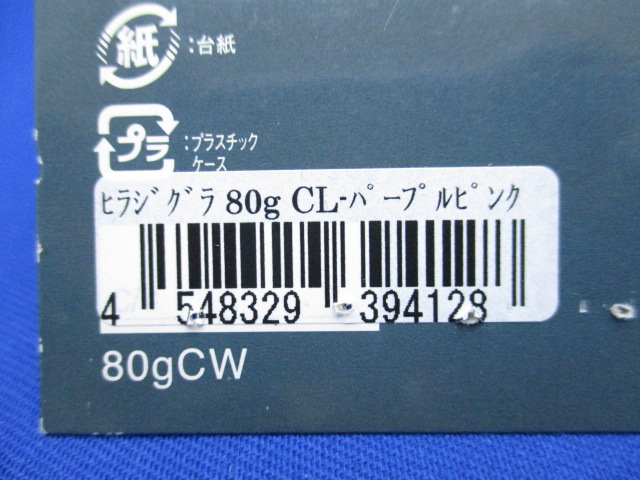 紙
:台紙
プラ
:プラスチック
ケース
ﾋﾗｼﾞｸﾞﾗ 80g CL-ﾊﾟｰﾌﾟﾙﾋﾟﾝｸ
4 548329 394128
80gCW